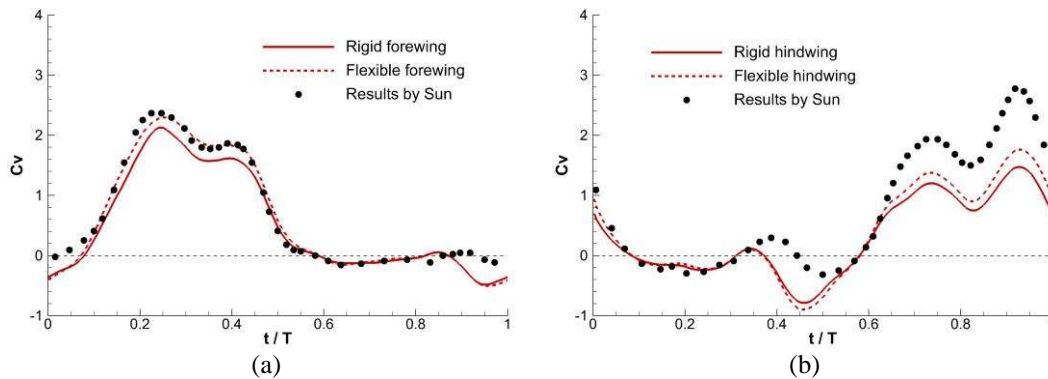 4
3
2
1
0
-1
Cv
Rigid forewing
Flexible forewing
Results by Sun
0
0.2
0.4
0.6
0.8
1
t / T
(a)
4
3
2
1
0
-1
Cv
Rigid hindwing
Flexible hindwing
Results by Sun
0
0.2
0.4
0.6
0.8
1
t / T
(b)